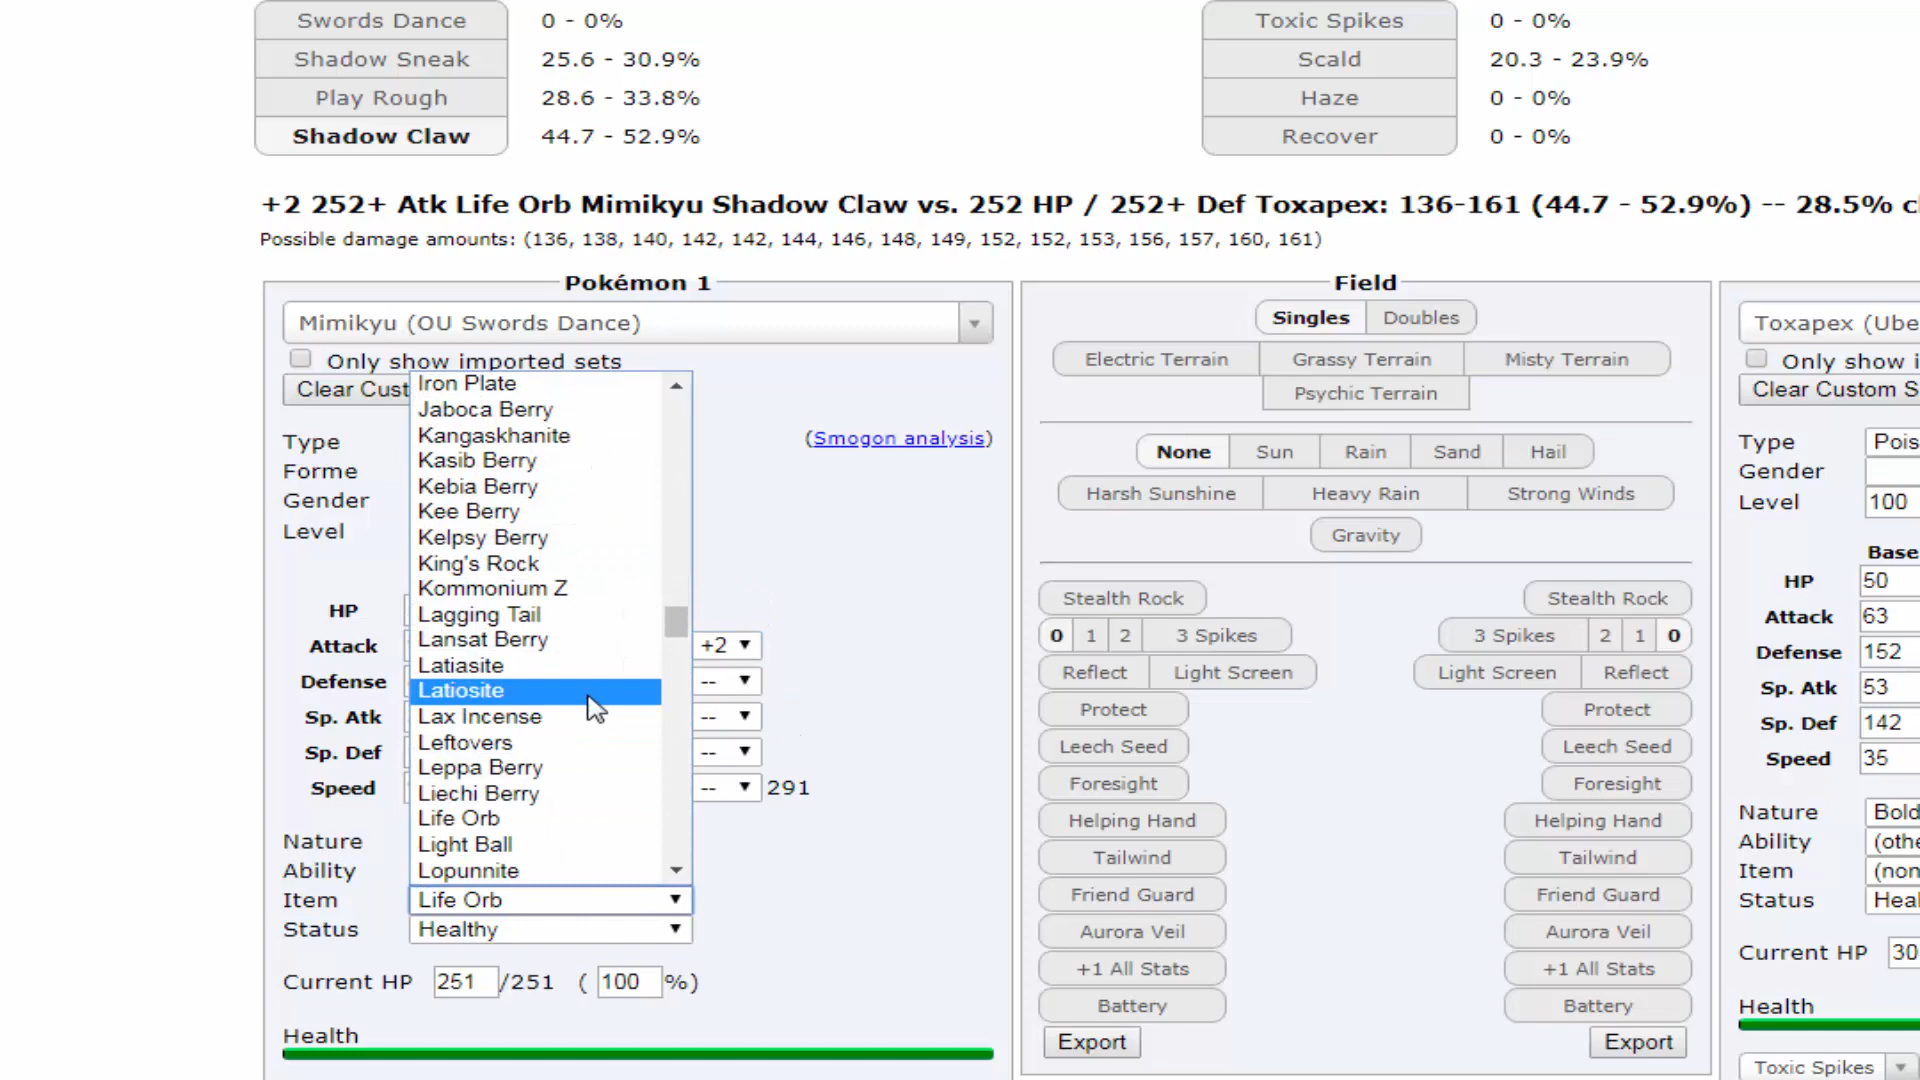 Swords Dance 0 - 0%
Shadow Sneak 25.6 - 30.9%
Play Rough 28.6 - 33.8%
Shadow Claw 44.7 - 52.9%
Toxic Spikes 0 - 0%
Scald 20.3 - 23.9%
Haze 0 - 0%
Recover 0 - 0%
+2 252+ Atk Life Orb Mimikyu Shadow Claw vs. 252 HP / 252+ Def Toxapex: 136-161 (44.7 - 52.9%) -- 28.5% c
Possible damage amounts: (136, 138, 140, 142, 142, 144, 146, 148, 149, 152, 152, 153, 156, 157, 160, 161)
Pokémon 1
Mimikyu (OU Swords Dance)
Only show imported sets
Clear Cust
(Smogon analysis)
Type
Forme
Gender
Level
HP
Attack +2
Defense --
Sp. Atk --
Sp. Def --
Speed -- 291
Nature
Ability
Iron Plate
Jaboca Berry
Kangaskhanite
Kasib Berry
Kebia Berry
Kee Berry
Kelpsy Berry
King's Rock
Kommonium Z
Lagging Tail
Lansat Berry
Latiasite
Latiosite
Lax Incense
Leftovers
Leppa Berry
Liechi Berry
Life Orb
Light Ball
Lopunnite
Item Life Orb
Status Healthy
Current HP 251/251 ( 100 %)
Health
Field
Singles Doubles
Electric Terrain Grassy Terrain Misty Terrain
Psychic Terrain
None Sun Rain Sand Hail
Harsh Sunshine Heavy Rain Strong Winds
Gravity
Stealth Rock Stealth Rock
0 1 2 3 Spikes 3 Spikes 2 1 0
Reflect Light Screen Light Screen Reflect
Protect Protect
Leech Seed Leech Seed
Foresight Foresight
Helping Hand Helping Hand
Tailwind Tailwind
Friend Guard Friend Guard
Aurora Veil Aurora Veil
+1 All Stats +1 All Stats
Battery Battery
Export Export
Toxapex (Ube
Only show i
Clear Custom S
Type Pois
Gender
Level 100
Base
HP 50
Attack 63
Defense 152
Sp. Atk 53
Sp. Def 142
Speed 35
Nature Bold
Ability (othe
Item (non
Status Heal
Current HP 30
Health
Toxic Spikes